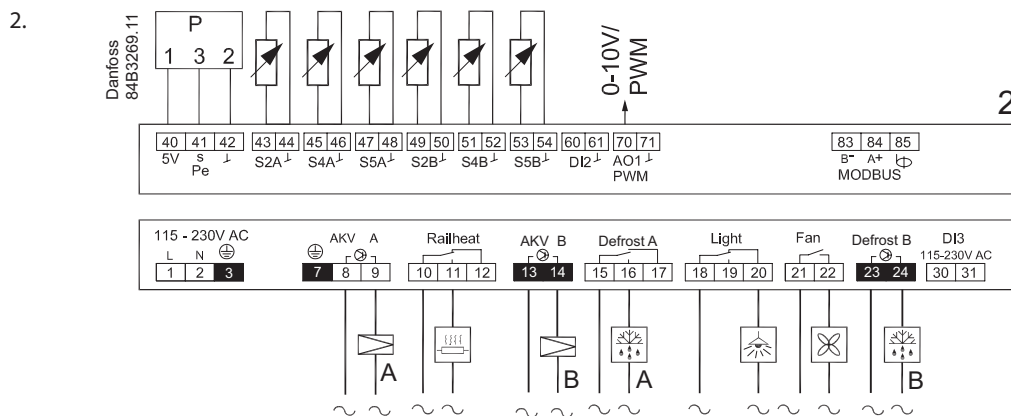 2.
Danfoss
84B3269.11
P
1 3 2
0-10V/
PWM
2
40 41 42 43 44 45 46 47 48 49 50 51 52 53 54 60 61 70 71 83 84 85
5V s S2A S4A S5A S2B S4B S5B DI2 AO1 B- A+
Pe PWM MODBUS
115 - 230V AC AKV A Railheat AKV B Defrost A Light Fan Defrost B DI3
L N 115-230V AC
1 2 3 7 8 9 10 11 12 13 14 15 16 17 18 19 20 21 22 23 24 30 31
A B A B